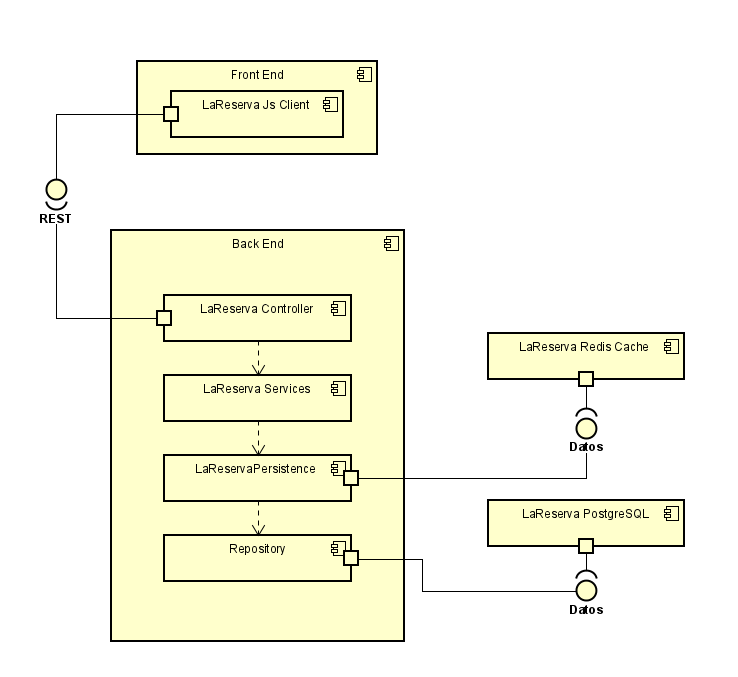 Front End
LaReserva Js Client
REST
Back End
LaReserva Controller
LaReserva Services
LaReservaPersistence
Repository
LaReserva Redis Cache
Datos
LaReserva PostgreSQL
Datos